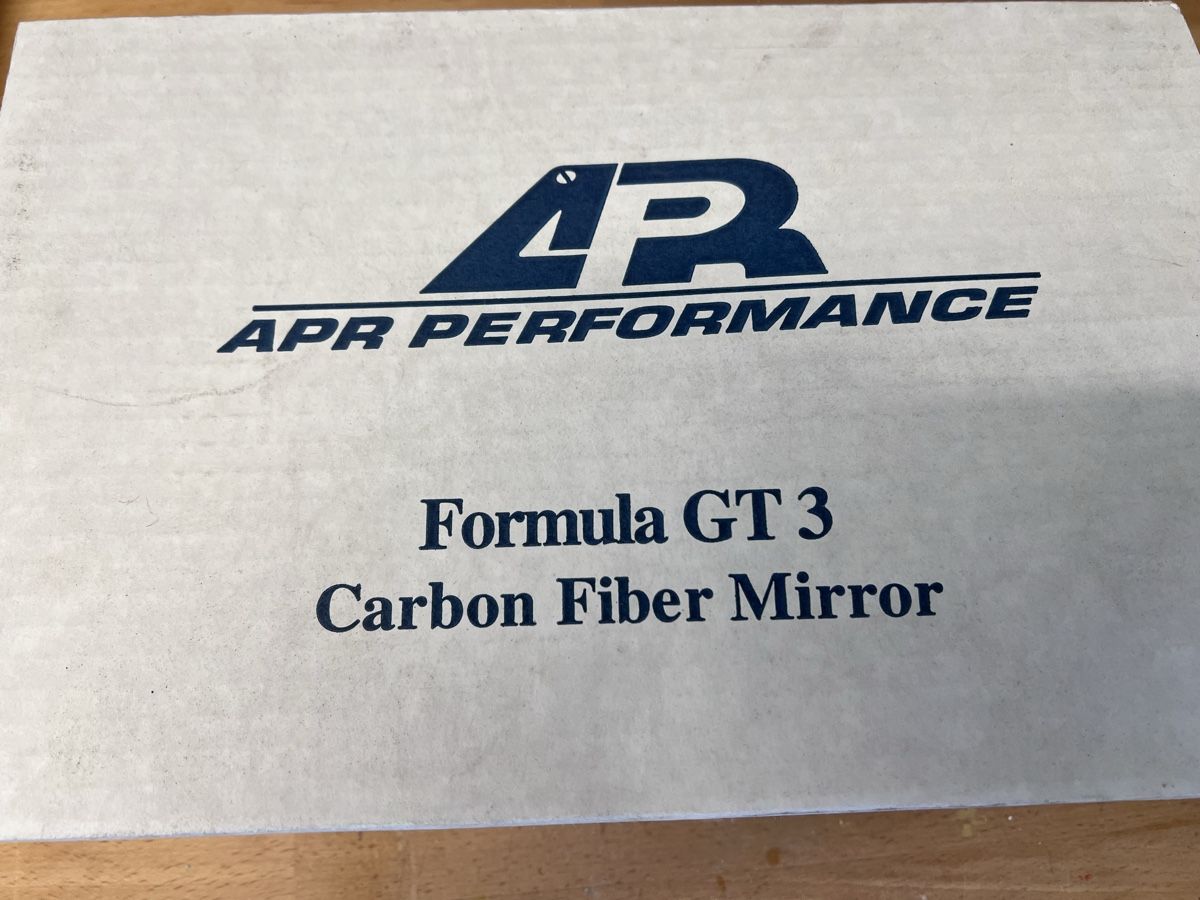 APR
APR PERFORMANCE
Formula GT 3
Carbon Fiber Mirror